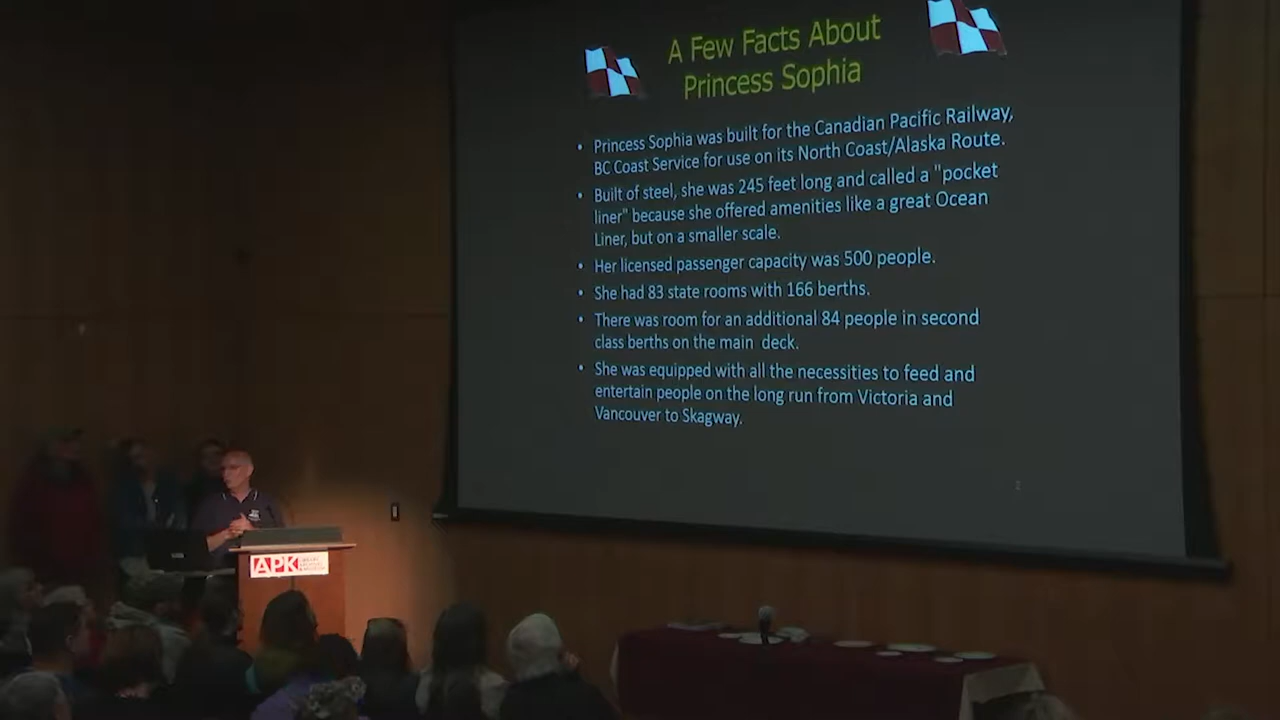 A Few Facts About
Princess Sophia
• Princess Sophia was built for the Canadian Pacific Railway,
BC Coast Service for use on its North Coast/Alaska Route.
• Built of steel, she was 245 feet long and called a "pocket
liner" because she offered amenities like a great Ocean
Liner, but on a smaller scale.
• Her licensed passenger capacity was 500 people.
• She had 83 state rooms with 166 berths.
• There was room for an additional 84 people in second
class berths on the main deck.
• She was equipped with all the necessities to feed and
entertain people on the long run from Victoria and
Vancouver to Skagway.
APK